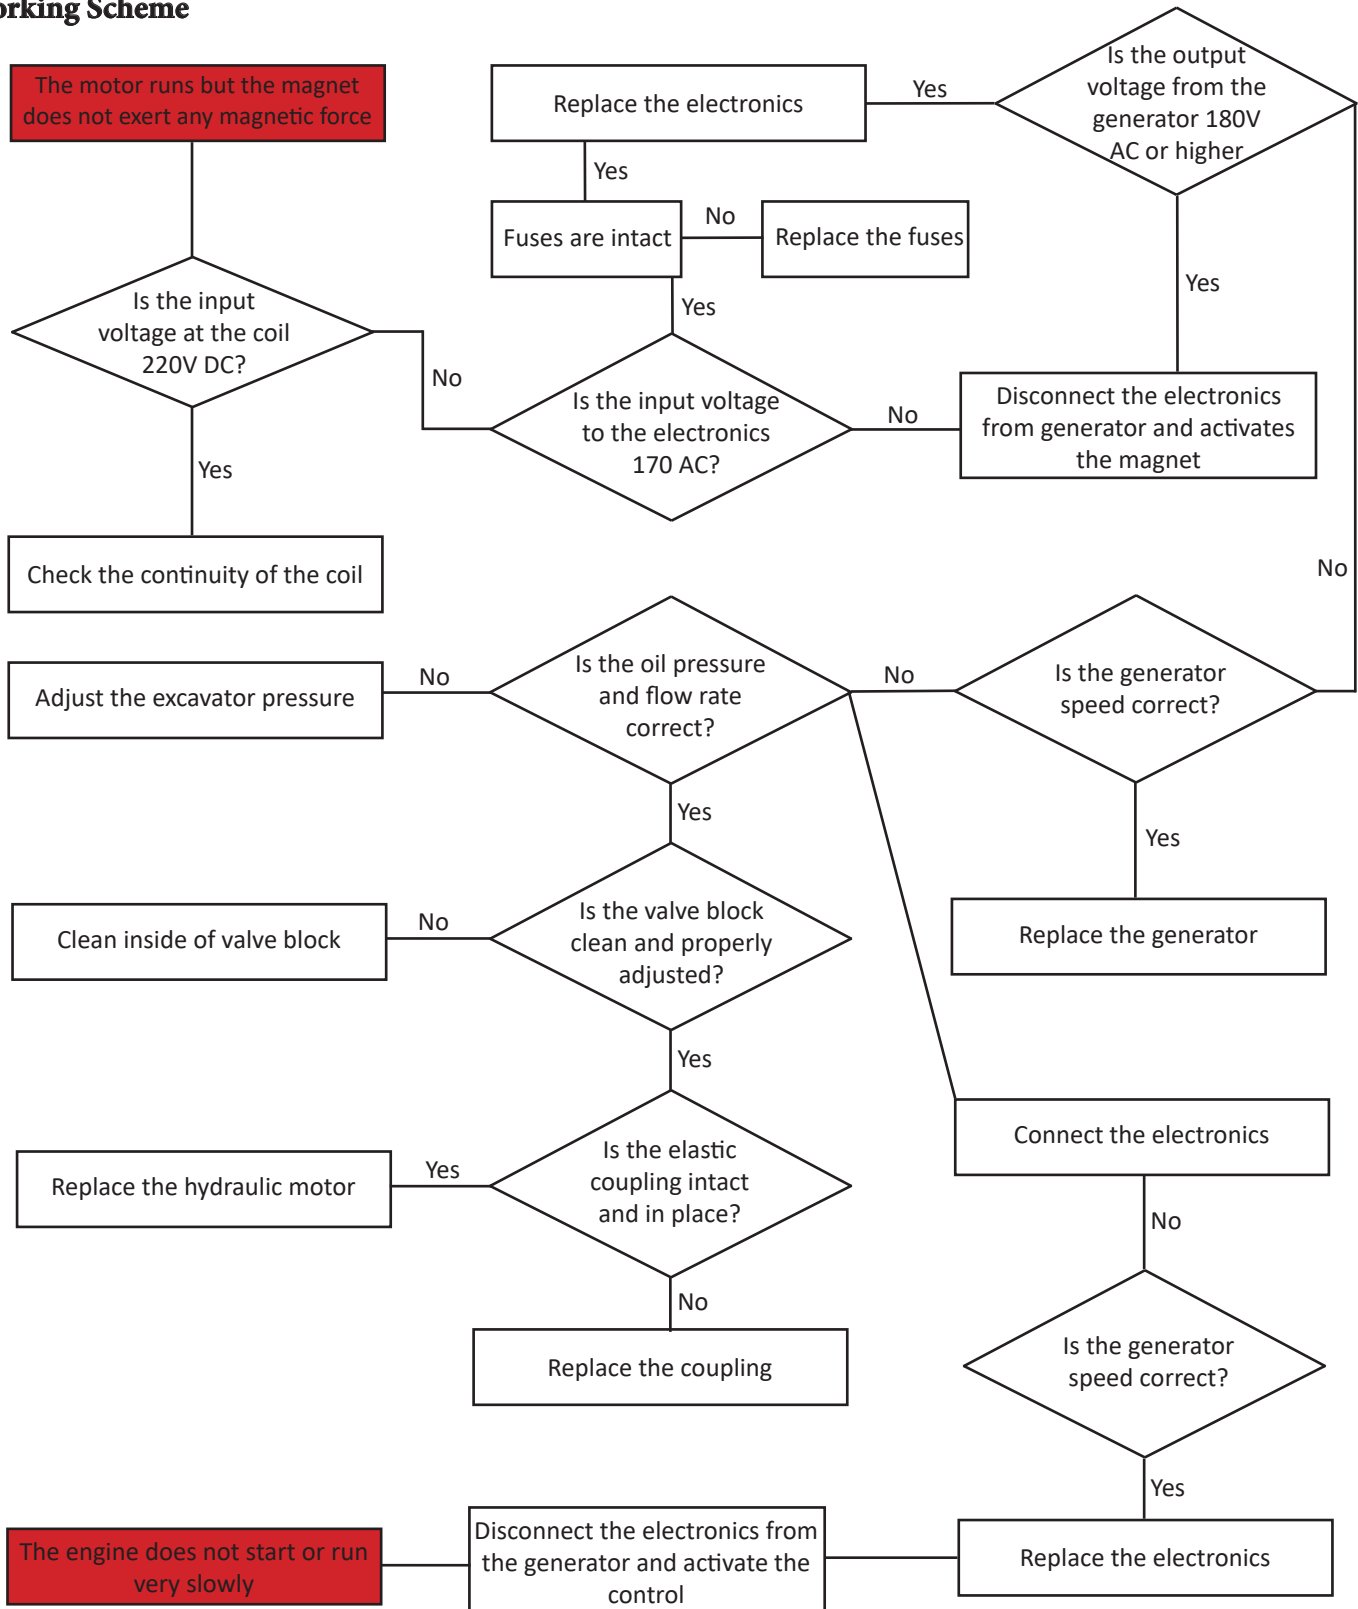 orking Scheme
The motor runs but the magnet
does not exert any magnetic force
Replace the electronics
Yes
Is the output
voltage from the
generator 180V
AC or higher
Yes
Fuses are intact
No
Replace the fuses
Yes
Yes
Is the input
voltage at the coil
220V DC?
No
Is the input voltage
to the electronics
170 AC?
No
Disconnect the electronics
from generator and activates
the magnet
Yes
Check the continuity of the coil
No
Adjust the excavator pressure
No
Is the oil pressure
and flow rate
correct?
No
Is the generator
speed correct?
Yes
Yes
Clean inside of valve block
No
Is the valve block
clean and properly
adjusted?
Replace the generator
Yes
Connect the electronics
Replace the hydraulic motor
Yes
Is the elastic
coupling intact
and in place?
No
No
Replace the coupling
Is the generator
speed correct?
Yes
The engine does not start or run
very slowly
Disconnect the electronics from
the generator and activate the
control
Replace the electronics